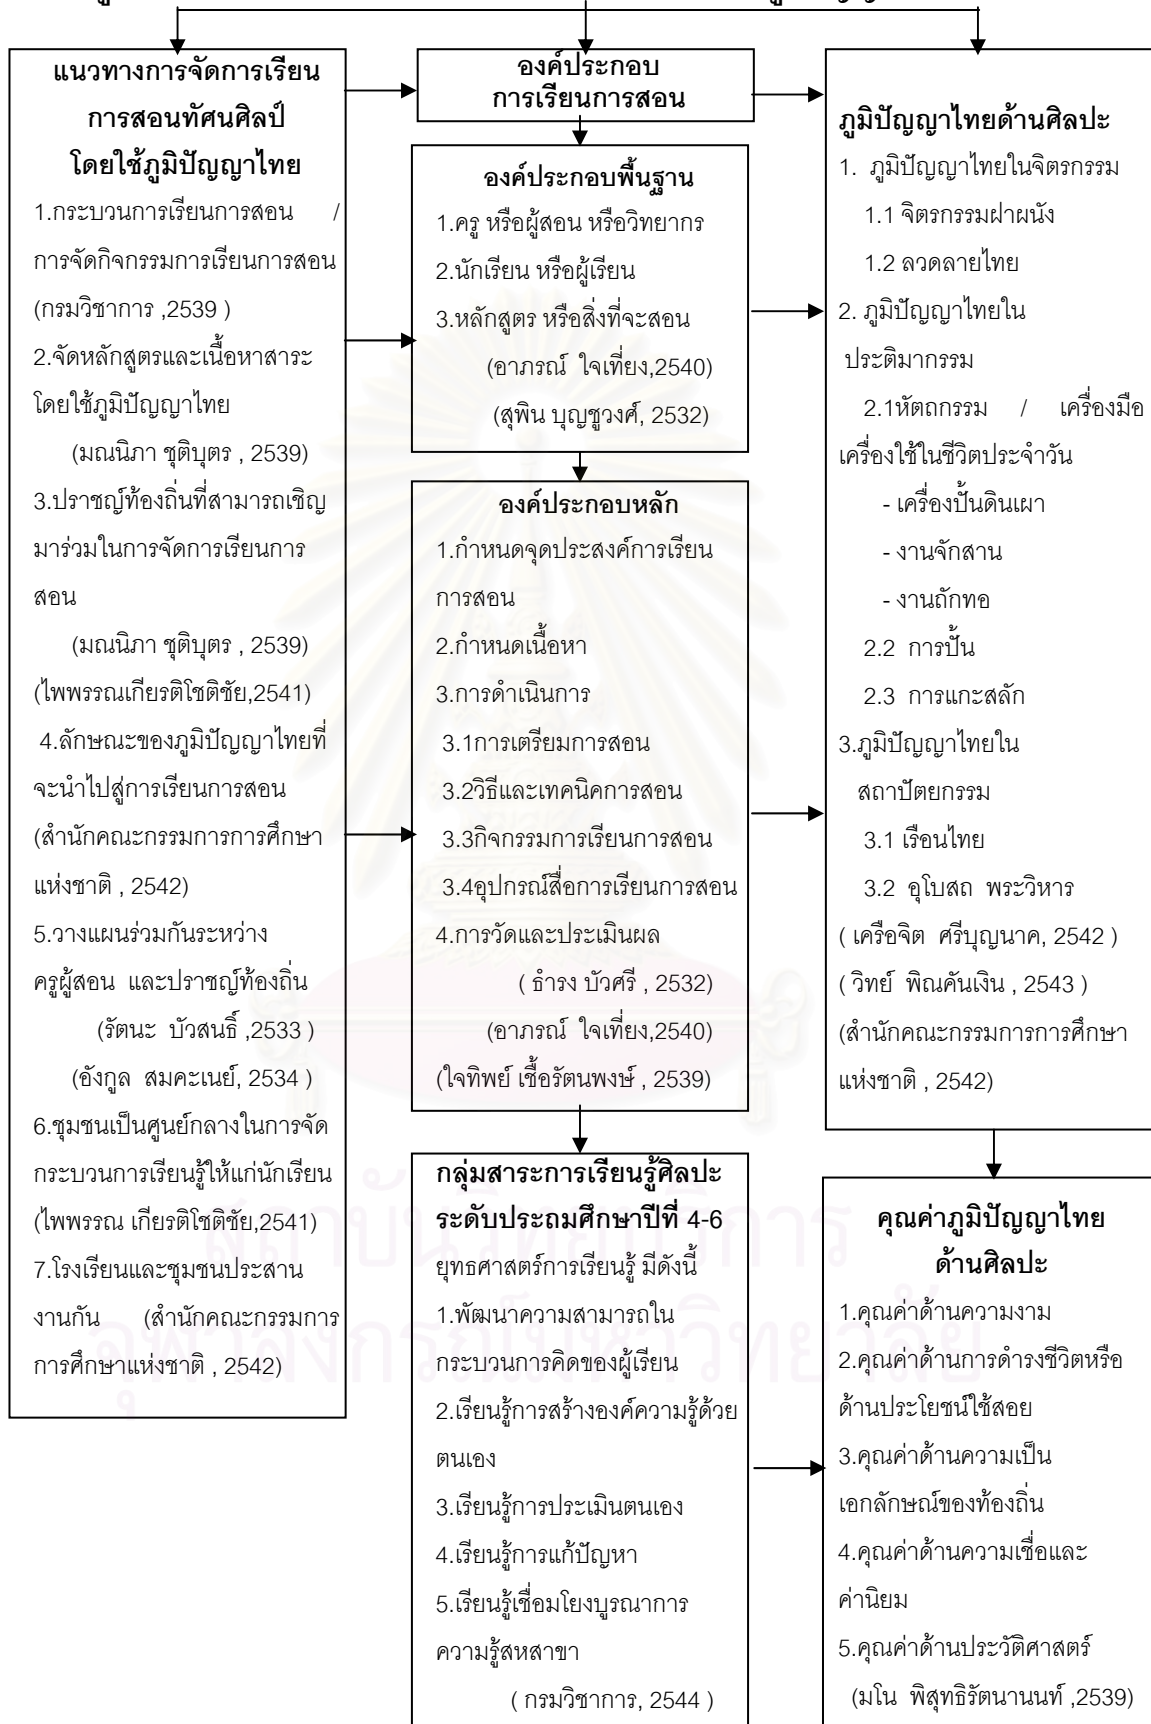 แนวทางการจัดการเรียน
การสอนทัศนศิลป์
โดยใช้ภูมิปัญญาไทย
1.กระบวนการเรียนการสอน /
การจัดกิจกรรมการเรียนการสอน
(กรมวิชาการ ,2539 )
2.จัดหลักสูตรและเนื้อหาสาระ
โดยใช้ภูมิปัญญาไทย
(มณนิภา ชุติบุตร , 2539)
3.ปราชญ์ท้องถิ่นที่สามารถเชิญ
มาร่วมในการจัดการเรียนการ
สอน
(มณนิภา ชุติบุตร , 2539)
(ไพพรรณเกียรติโชติชัย,2541)
4.ลักษณะของภูมิปัญญาไทยที่
จะนำไปสู่การเรียนการสอน
(สำนักคณะกรรมการการศึกษา
แห่งชาติ , 2542)
5.วางแผนร่วมกันระหว่าง
ครูผู้สอน และปราชญ์ท้องถิ่น
(รัตนะ บัวสนธิ์ ,2533 )
(อังกูล สมคะเนย์, 2534 )
6.ชุมชนเป็นศูนย์กลางในการจัด
กระบวนการเรียนรู้ให้แก่นักเรียน
(ไพพรรณ เกียรติโชติชัย,2541)
7.โรงเรียนและชุมชนประสาน
งานกัน (สำนักคณะกรรมการ
การศึกษาแห่งชาติ , 2542)
องค์ประกอบ
การเรียนการสอน
องค์ประกอบพื้นฐาน
1.ครู หรือผู้สอน หรือวิทยากร
2.นักเรียน หรือผู้เรียน
3.หลักสูตร หรือสิ่งที่จะสอน
(อาภรณ์ ใจเที่ยง,2540)
(สุพิน บุญชูวงศ์, 2532)
องค์ประกอบหลัก
1.กำหนดจุดประสงค์การเรียน
การสอน
2.กำหนดเนื้อหา
3.การดำเนินการ
3.1การเตรียมการสอน
3.2วิธีและเทคนิคการสอน
3.3กิจกรรมการเรียนการสอน
3.4อุปกรณ์สื่อการเรียนการสอน
4.การวัดและประเมินผล
( ธำรง บัวศรี , 2532)
(อาภรณ์ ใจเที่ยง,2540)
(ใจทิพย์ เชื้อรัตนพงษ์ , 2539)
กลุ่มสาระการเรียนรู้ศิลปะ
ระดับประถมศึกษาปีที่ 4-6
ยุทธศาสตร์การเรียนรู้ มีดังนี้
1.พัฒนาความสามารถใน
กระบวนการคิดของผู้เรียน
2.เรียนรู้การสร้างองค์ความรู้ด้วย
ตนเอง
3.เรียนรู้การประเมินตนเอง
4.เรียนรู้การแก้ปัญหา
5.เรียนรู้เชื่อมโยงบูรณาการ
ความรู้สหสาขา
( กรมวิชาการ, 2544 )
ภูมิปัญญาไทยด้านศิลปะ
1. ภูมิปัญญาไทยในจิตรกรรม
1.1 จิตรกรรมฝาผนัง
1.2 ลวดลายไทย
2. ภูมิปัญญาไทยใน
ประติมากรรม
2.1หัตถกรรม / เครื่องมือ
เครื่องใช้ในชีวิตประจำวัน
- เครื่องปั้นดินเผา
- งานจักสาน
- งานถักทอ
2.2 การปั้น
2.3 การแกะสลัก
3.ภูมิปัญญาไทยใน
สถาปัตยกรรม
3.1 เรือนไทย
3.2 อุโบสถ พระวิหาร
( เครือจิต ศรีบุญนาค, 2542 )
( วิทย์ พิณคันเงิน , 2543 )
(สำนักคณะกรรมการการศึกษา
แห่งชาติ , 2542)
คุณค่าภูมิปัญญาไทย
ด้านศิลปะ
1.คุณค่าด้านความงาม
2.คุณค่าด้านการดำรงชีวิตหรือ
ด้านประโยชน์ใช้สอย
3.คุณค่าด้านความเป็น
เอกลักษณ์ของท้องถิ่น
4.คุณค่าด้านความเชื่อและ
ค่านิยม
5.คุณค่าด้านประวัติศาสตร์
(มโน พิสุทธิรัตนานนท์ ,2539)
สถาบันวิทยบริการ
จุฬาลงกรณ์มหาวิทยาลัย